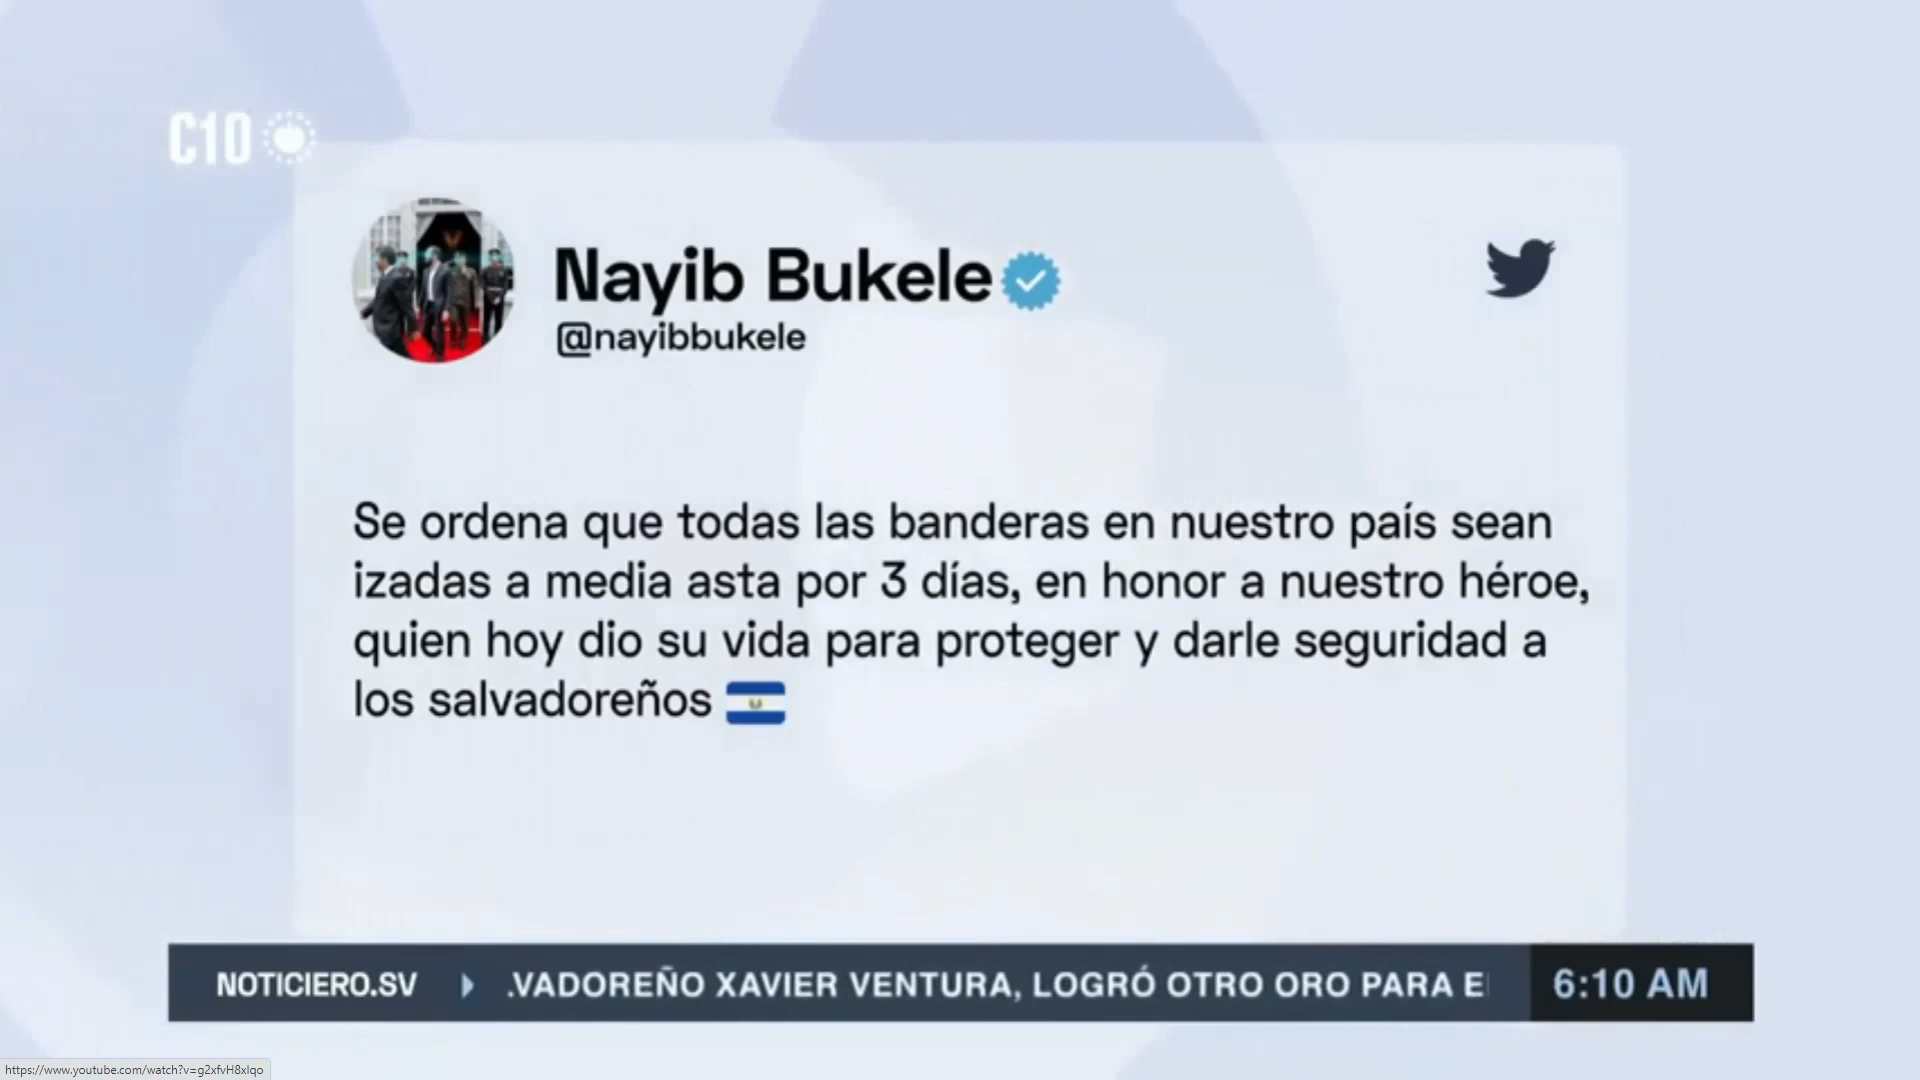 C10
Nayib Bukele
@nayibbukele
Se ordena que todas las banderas en nuestro país sean
izadas a media asta por 3 días, en honor a nuestro héroe,
quien hoy dio su vida para proteger y darle seguridad a
los salvadoreños
NOTICIERO.SV .VADOREÑO XAVIER VENTURA, LOGRÓ OTRO ORO PARA E 6:10 AM
https://www.youtube.com/watch?v=g2xfvH8xlqo